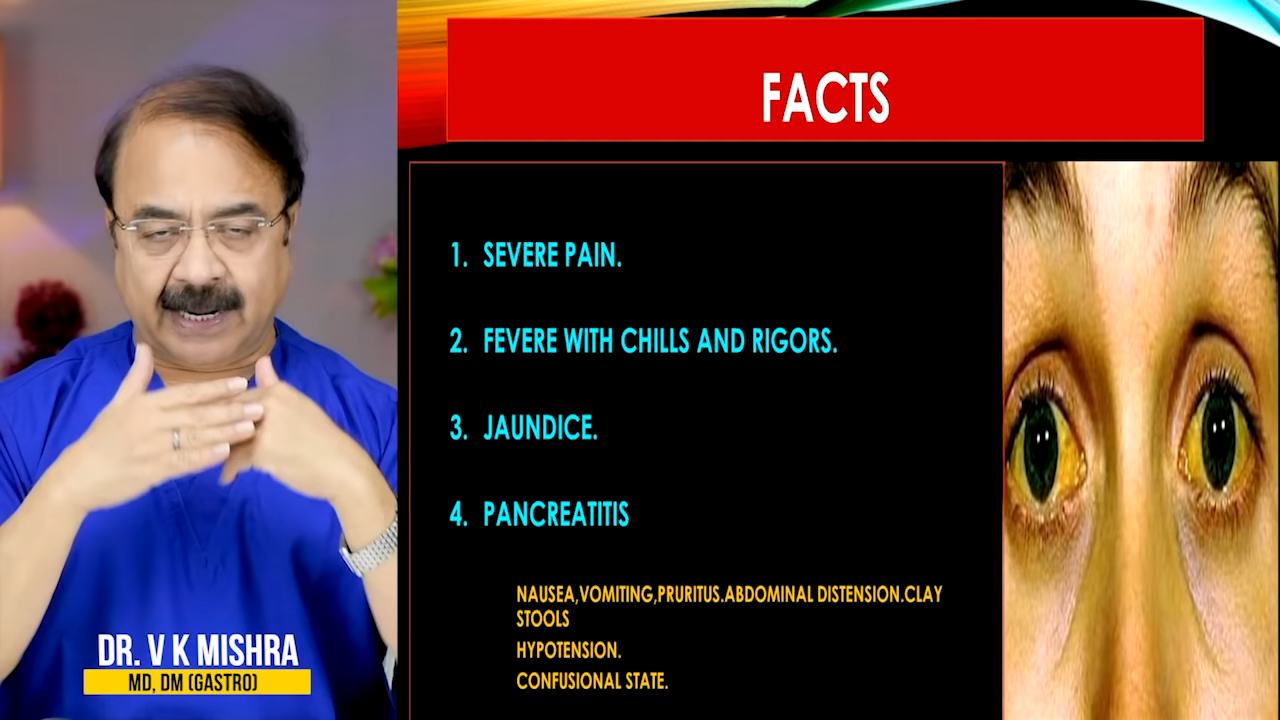 FACTS
1. SEVERE PAIN.
2. FEVERE WITH CHILLS AND RIGORS.
3. JAUNDICE.
4. PANCREATITIS
NAUSEA,VOMITING,PRURITUS.ABDOMINAL DISTENSION.CLAY
STOOLS
HYPOTENSION.
CONFUSIONAL STATE.
DR. V K MISHRA
MD, DM (GASTRO)